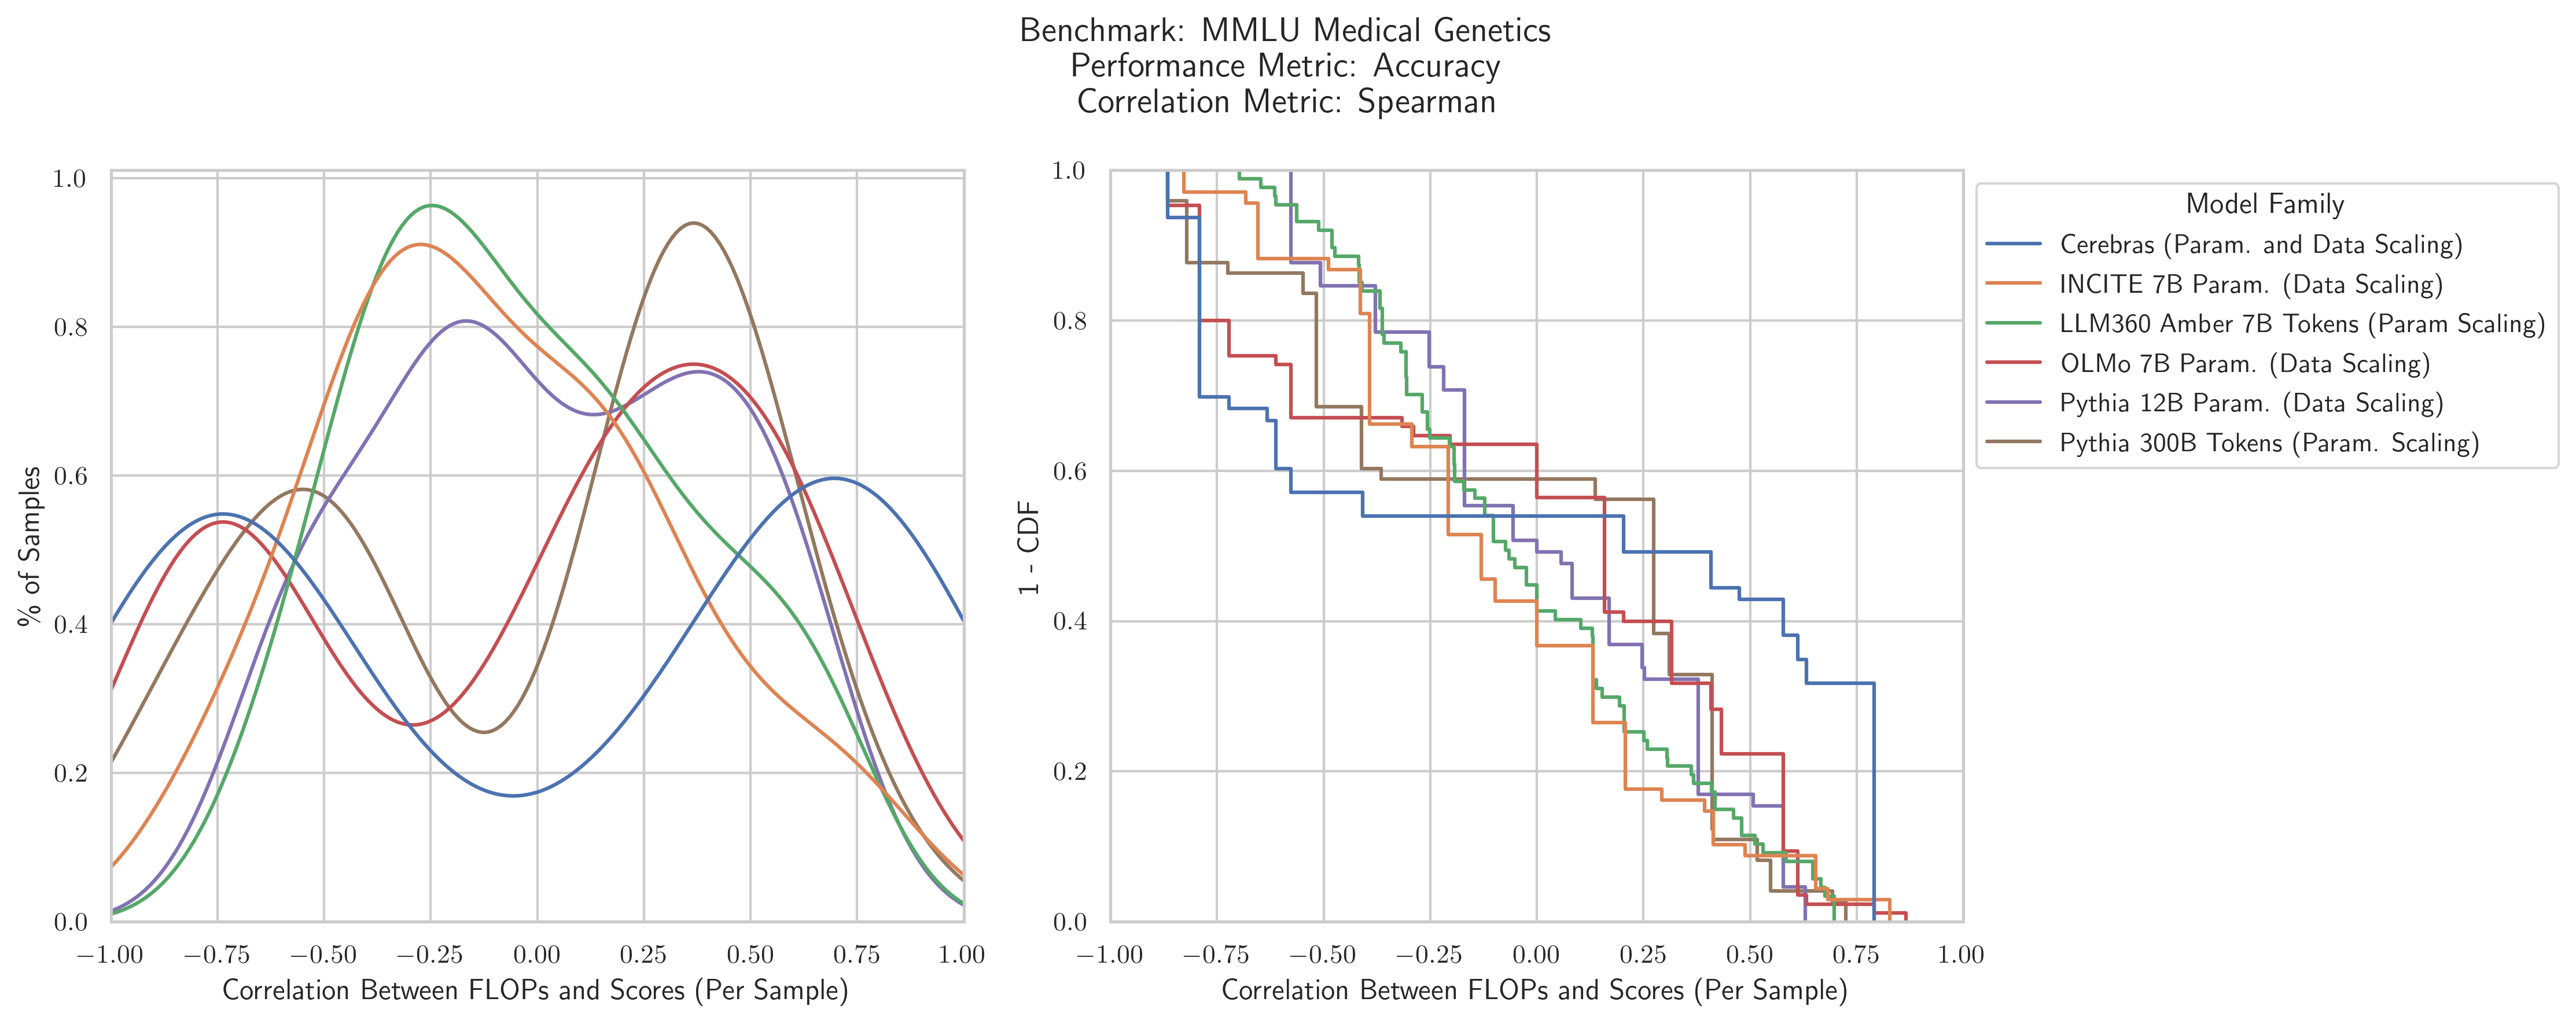 Benchmark: MMLU Medical Genetics
Performance Metric: Accuracy
Correlation Metric: Spearman
% of Samples
1.0
0.8
0.6
0.4
0.2
0.0
−1.00 −0.75 −0.50 −0.25 0.00 0.25 0.50 0.75 1.00
Correlation Between FLOPs and Scores (Per Sample)
1 - CDF
1.0
0.8
0.6
0.4
0.2
0.0
−1.00 −0.75 −0.50 −0.25 0.00 0.25 0.50 0.75 1.00
Correlation Between FLOPs and Scores (Per Sample)
Model Family
Cerebras (Param. and Data Scaling)
INCITE 7B Param. (Data Scaling)
LLM360 Amber 7B Tokens (Param Scaling)
OLMo 7B Param. (Data Scaling)
Pythia 12B Param. (Data Scaling)
Pythia 300B Tokens (Param. Scaling)